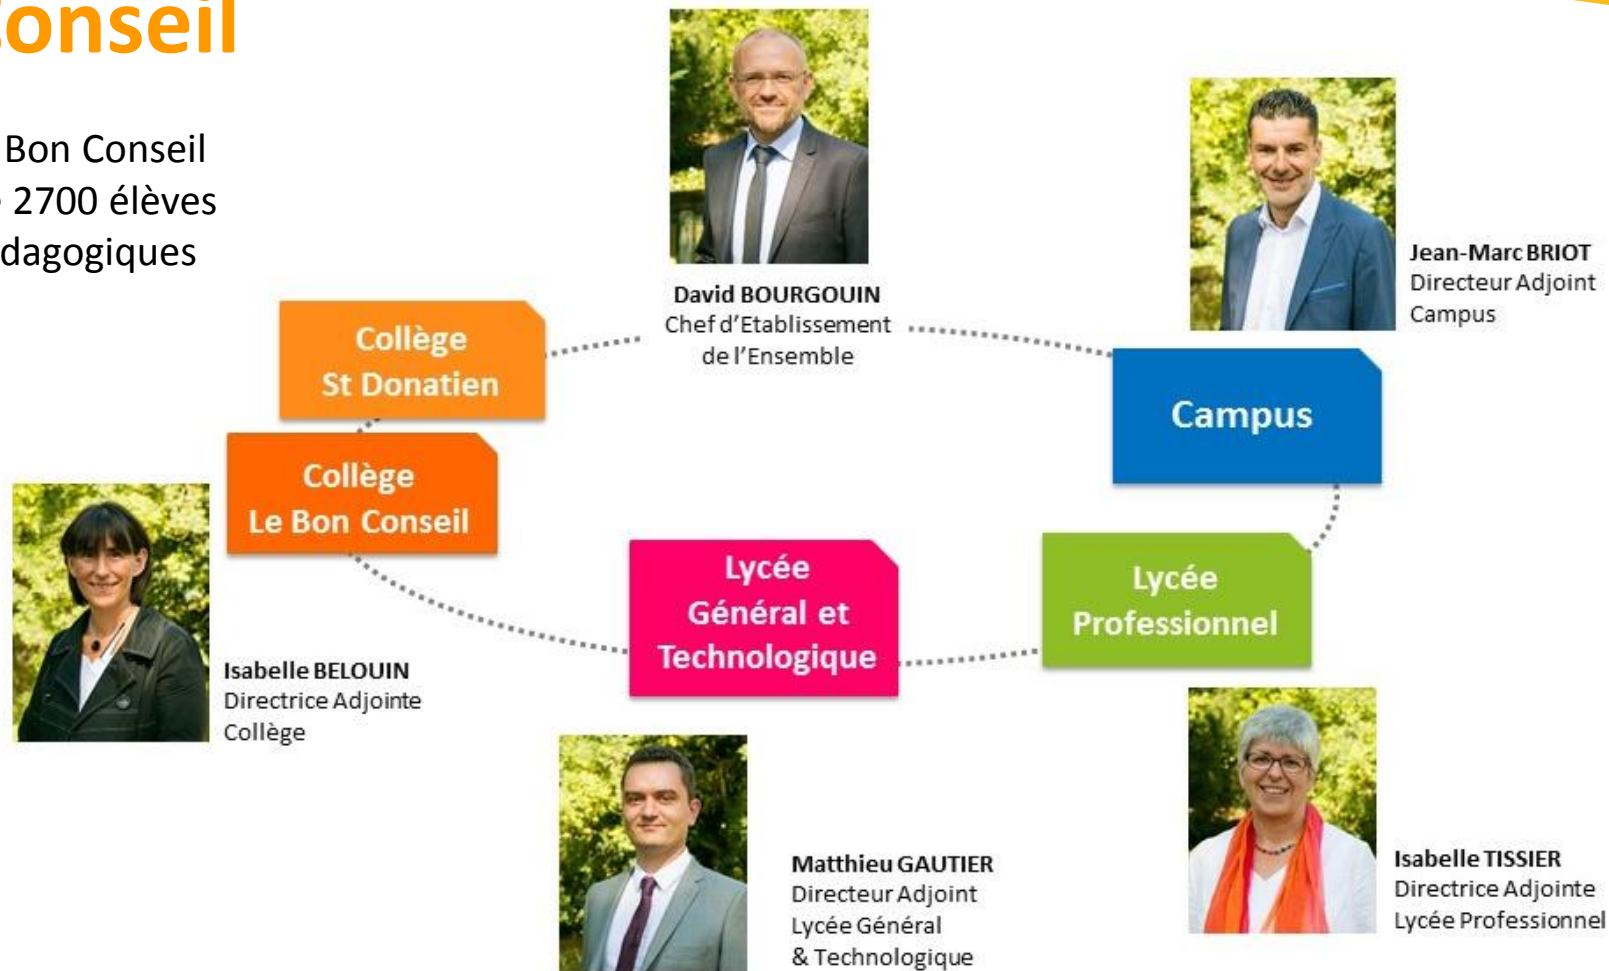 onseil
Bon Conseil
2700 élèves
dagogiques
David BOURGOUIN
Chef d'Etablissement
de l'Ensemble
Jean-Marc BRIOT
Directeur Adjoint
Campus
Collège
St Donatien
Campus
Collège
Le Bon Conseil
Lycée
Général et
Technologique
Lycée
Professionnel
Isabelle BELOUIN
Directrice Adjointe
Collège
Matthieu GAUTIER
Directeur Adjoint
Lycée Général
& Technologique
Isabelle TISSIER
Directrice Adjointe
Lycée Professionnel